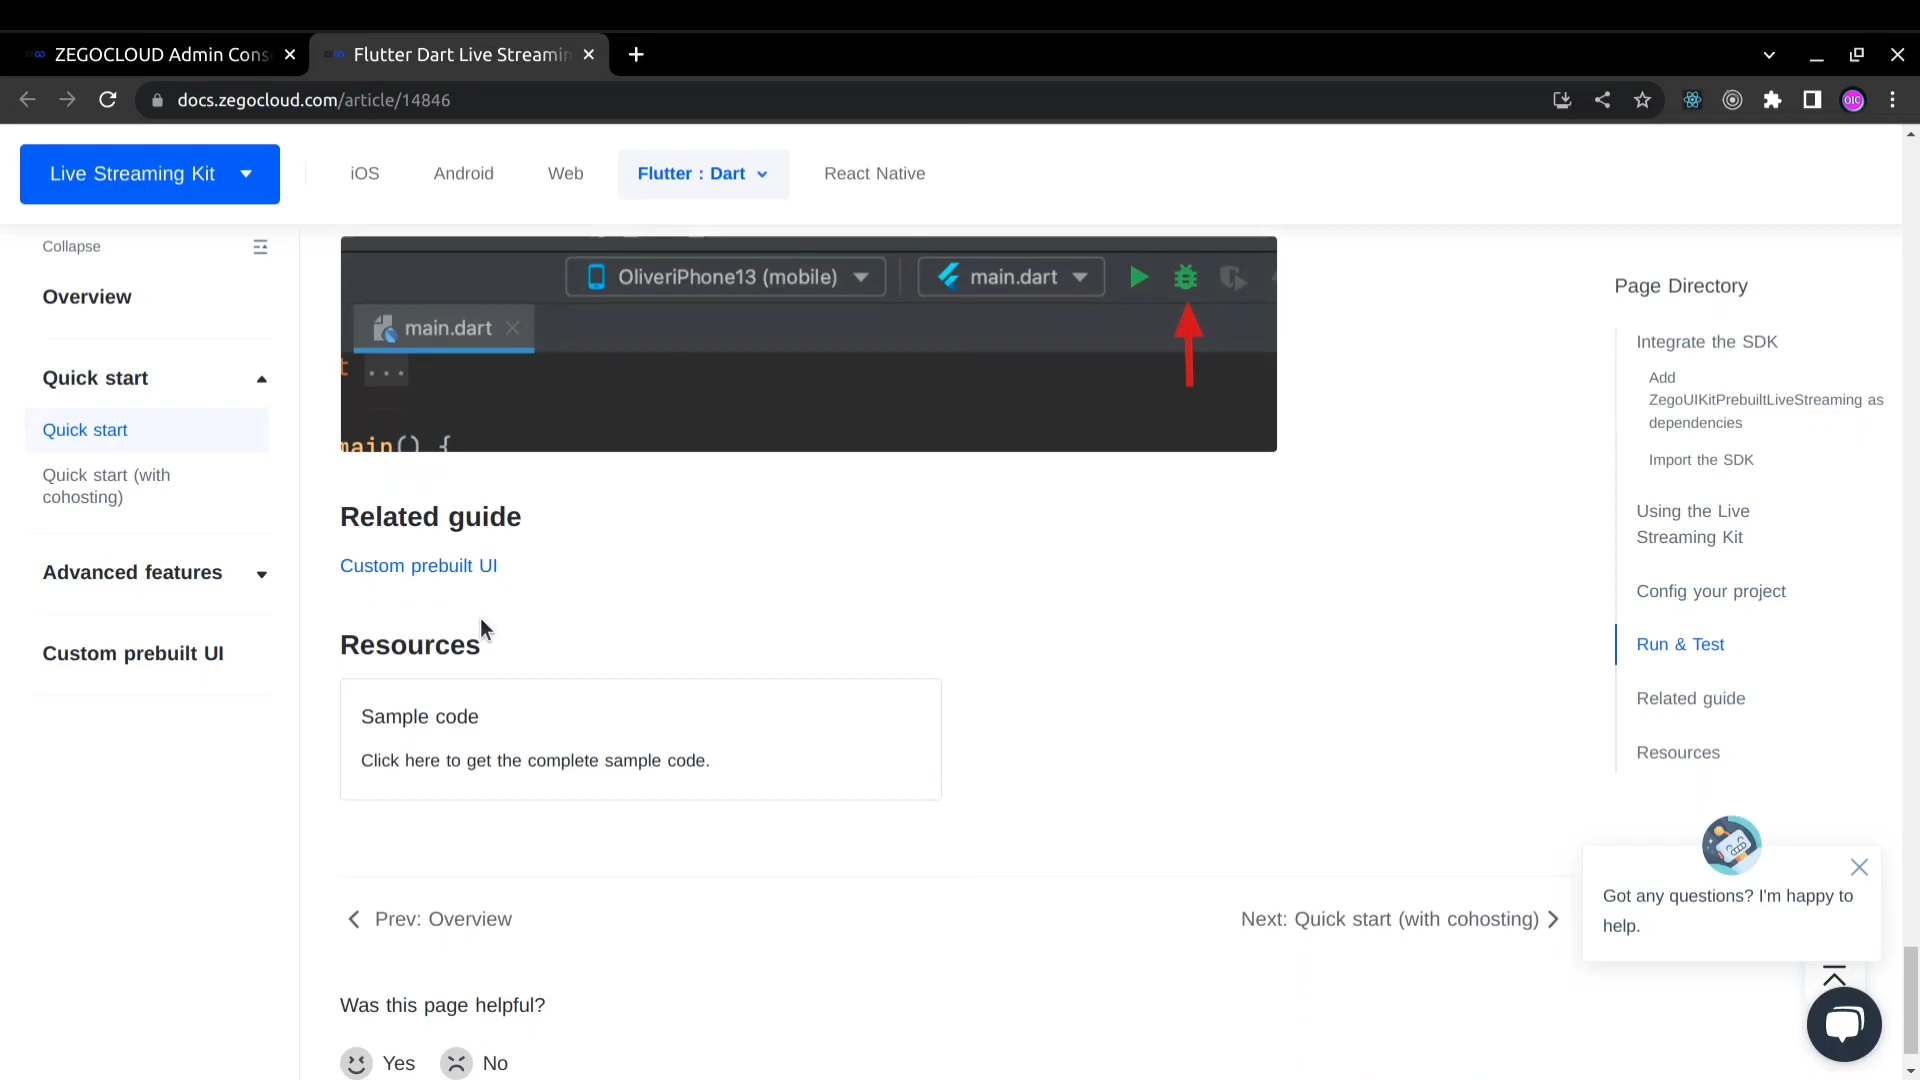 ZEGOCLOUD Admin Cons
Flutter Dart Live Streamin
docs.zegocloud.com/article/14846
OIC
Live Streaming Kit
iOS
Android
Web
Flutter : Dart
React Native
Collapse
Overview
Quick start
Quick start
Quick start (with
cohosting)
Advanced features
Custom prebuilt UI
OliveriPhone13 (mobile)
main.dart
main.dart
t ...
main() {
Related guide
Custom prebuilt UI
Resources
Sample code
Click here to get the complete sample code.
Prev: Overview
Next: Quick start (with cohosting)
Was this page helpful?
Yes
No
Page Directory
Integrate the SDK
Add
ZegoUIKitPrebuiltLiveStreaming as
dependencies
Import the SDK
Using the Live
Streaming Kit
Config your project
Run & Test
Related guide
Resources
Got any questions? I'm happy to
help.